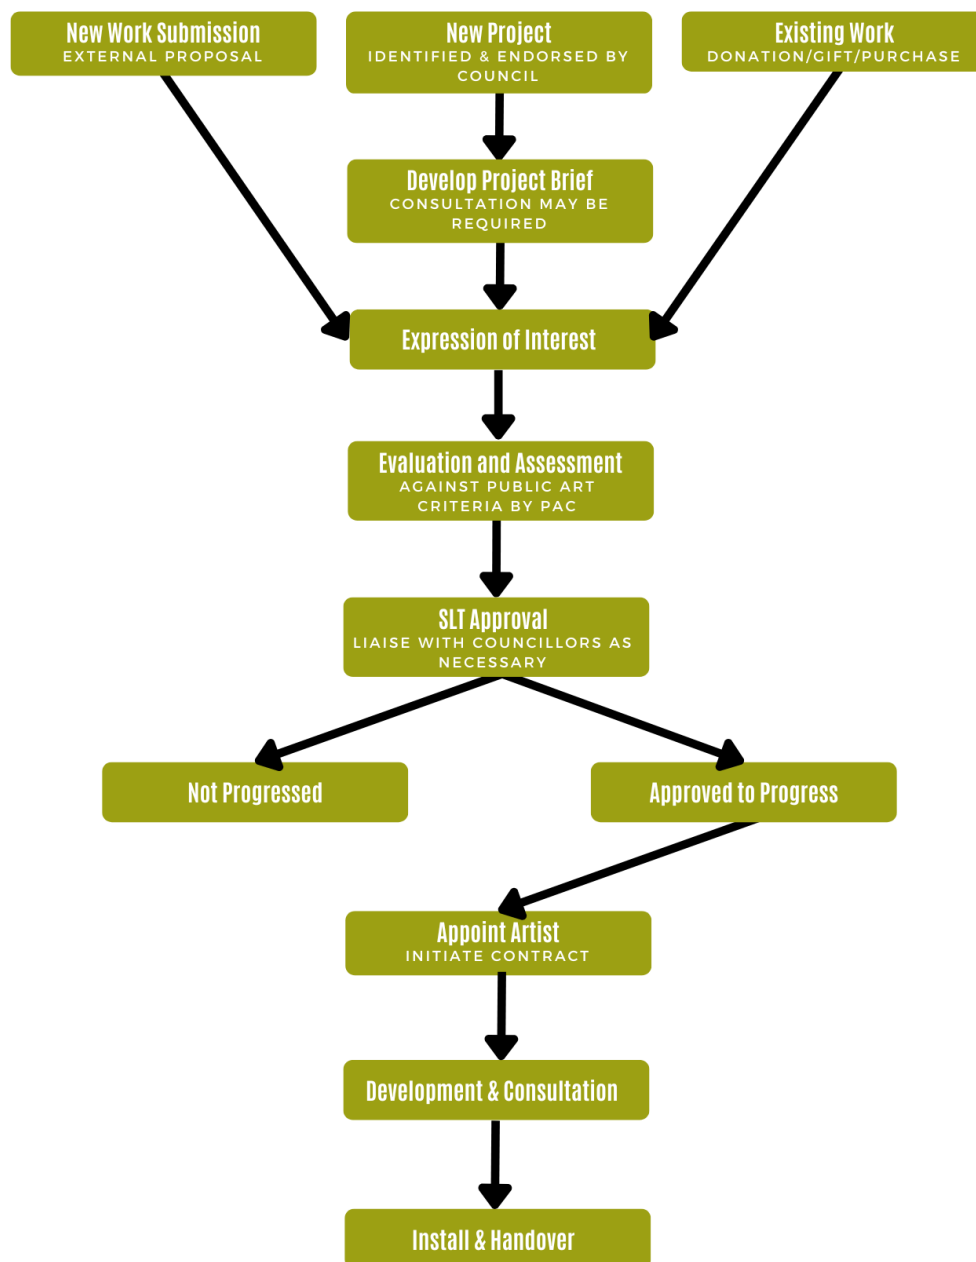 New Work Submission
EXTERNAL PROPOSAL
New Project
IDENTIFIED & ENDORSED BY
COUNCIL
Existing Work
DONATION/GIFT/PURCHASE
Develop Project Brief
CONSULTATION MAY BE
REQUIRED
Expression of Interest
Evaluation and Assessment
AGAINST PUBLIC ART
CRITERIA BY PAC
SLT Approval
LIAISE WITH COUNCILLORS AS
NECESSARY
Not Progressed
Approved to Progress
Appoint Artist
INITIATE CONTRACT
Development & Consultation
Install & Handover